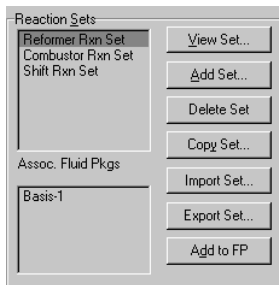 Reaction Sets
Reformer Rxn Set
Combustor Rxn Set
Shift Rxn Set
Assoc. Fluid Pkgs
Basis-1
View Set...
Add Set...
Delete Set
Copy Set...
Import Set...
Export Set...
Add to FP